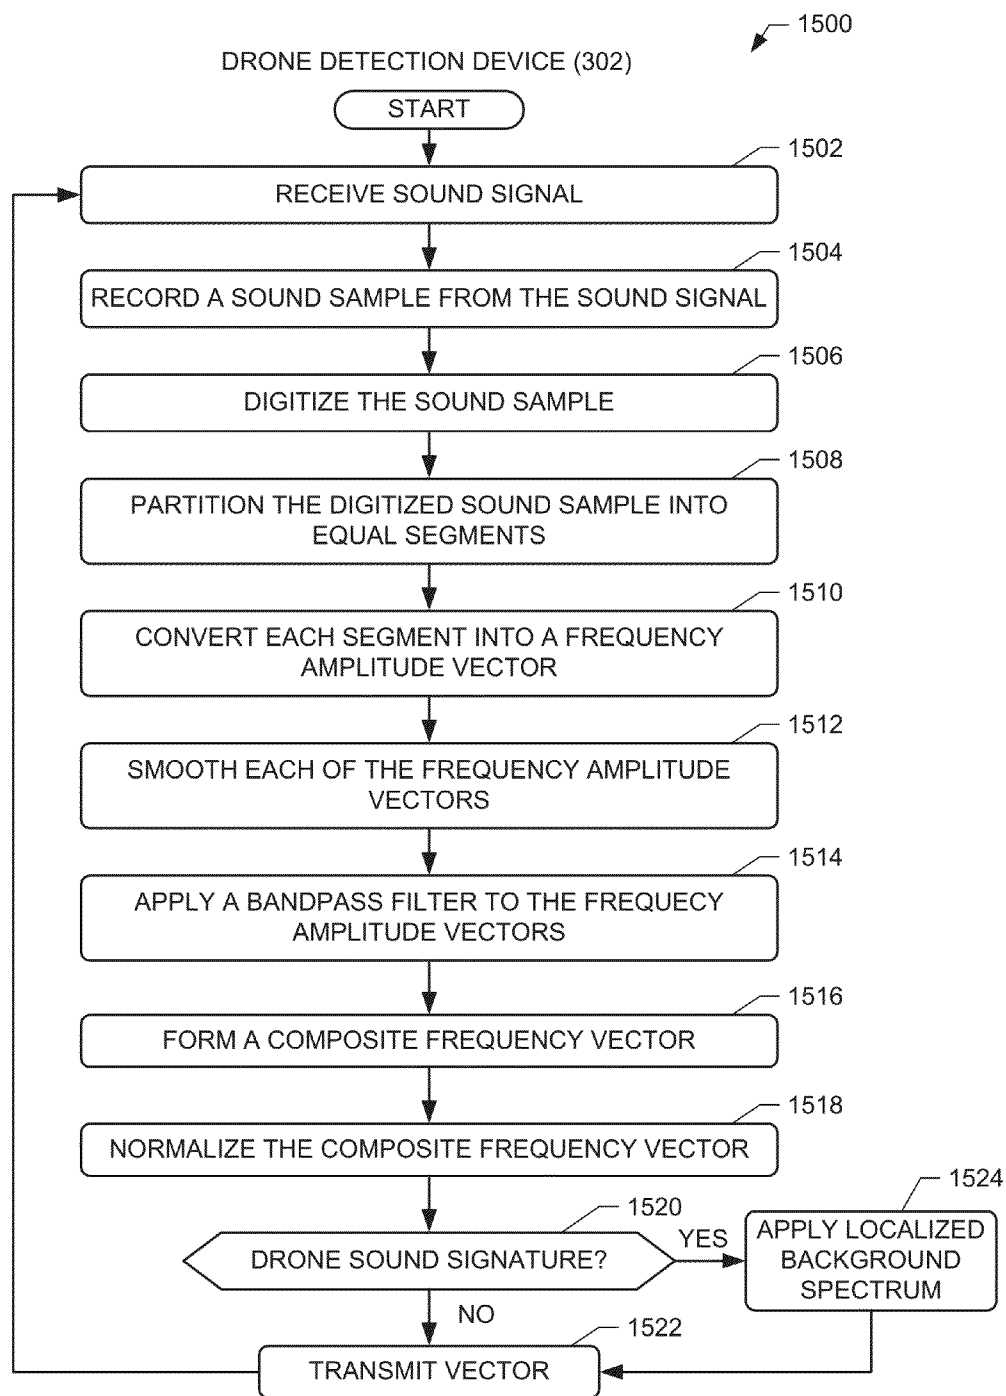 1500
DRONE DETECTION DEVICE (302)
START
1502
RECEIVE SOUND SIGNAL
1504
RECORD A SOUND SAMPLE FROM THE SOUND SIGNAL
1506
DIGITIZE THE SOUND SAMPLE
1508
PARTITION THE DIGITIZED SOUND SAMPLE INTO
EQUAL SEGMENTS
1510
CONVERT EACH SEGMENT INTO A FREQUENCY
AMPLITUDE VECTOR
1512
SMOOTH EACH OF THE FREQUENCY AMPLITUDE
VECTORS
1514
APPLY A BANDPASS FILTER TO THE FREQUECY
AMPLITUDE VECTORS
1516
FORM A COMPOSITE FREQUENCY VECTOR
1518
NORMALIZE THE COMPOSITE FREQUENCY VECTOR
1520
DRONE SOUND SIGNATURE?
YES
1524
APPLY LOCALIZED
BACKGROUND
SPECTRUM
NO
1522
TRANSMIT VECTOR